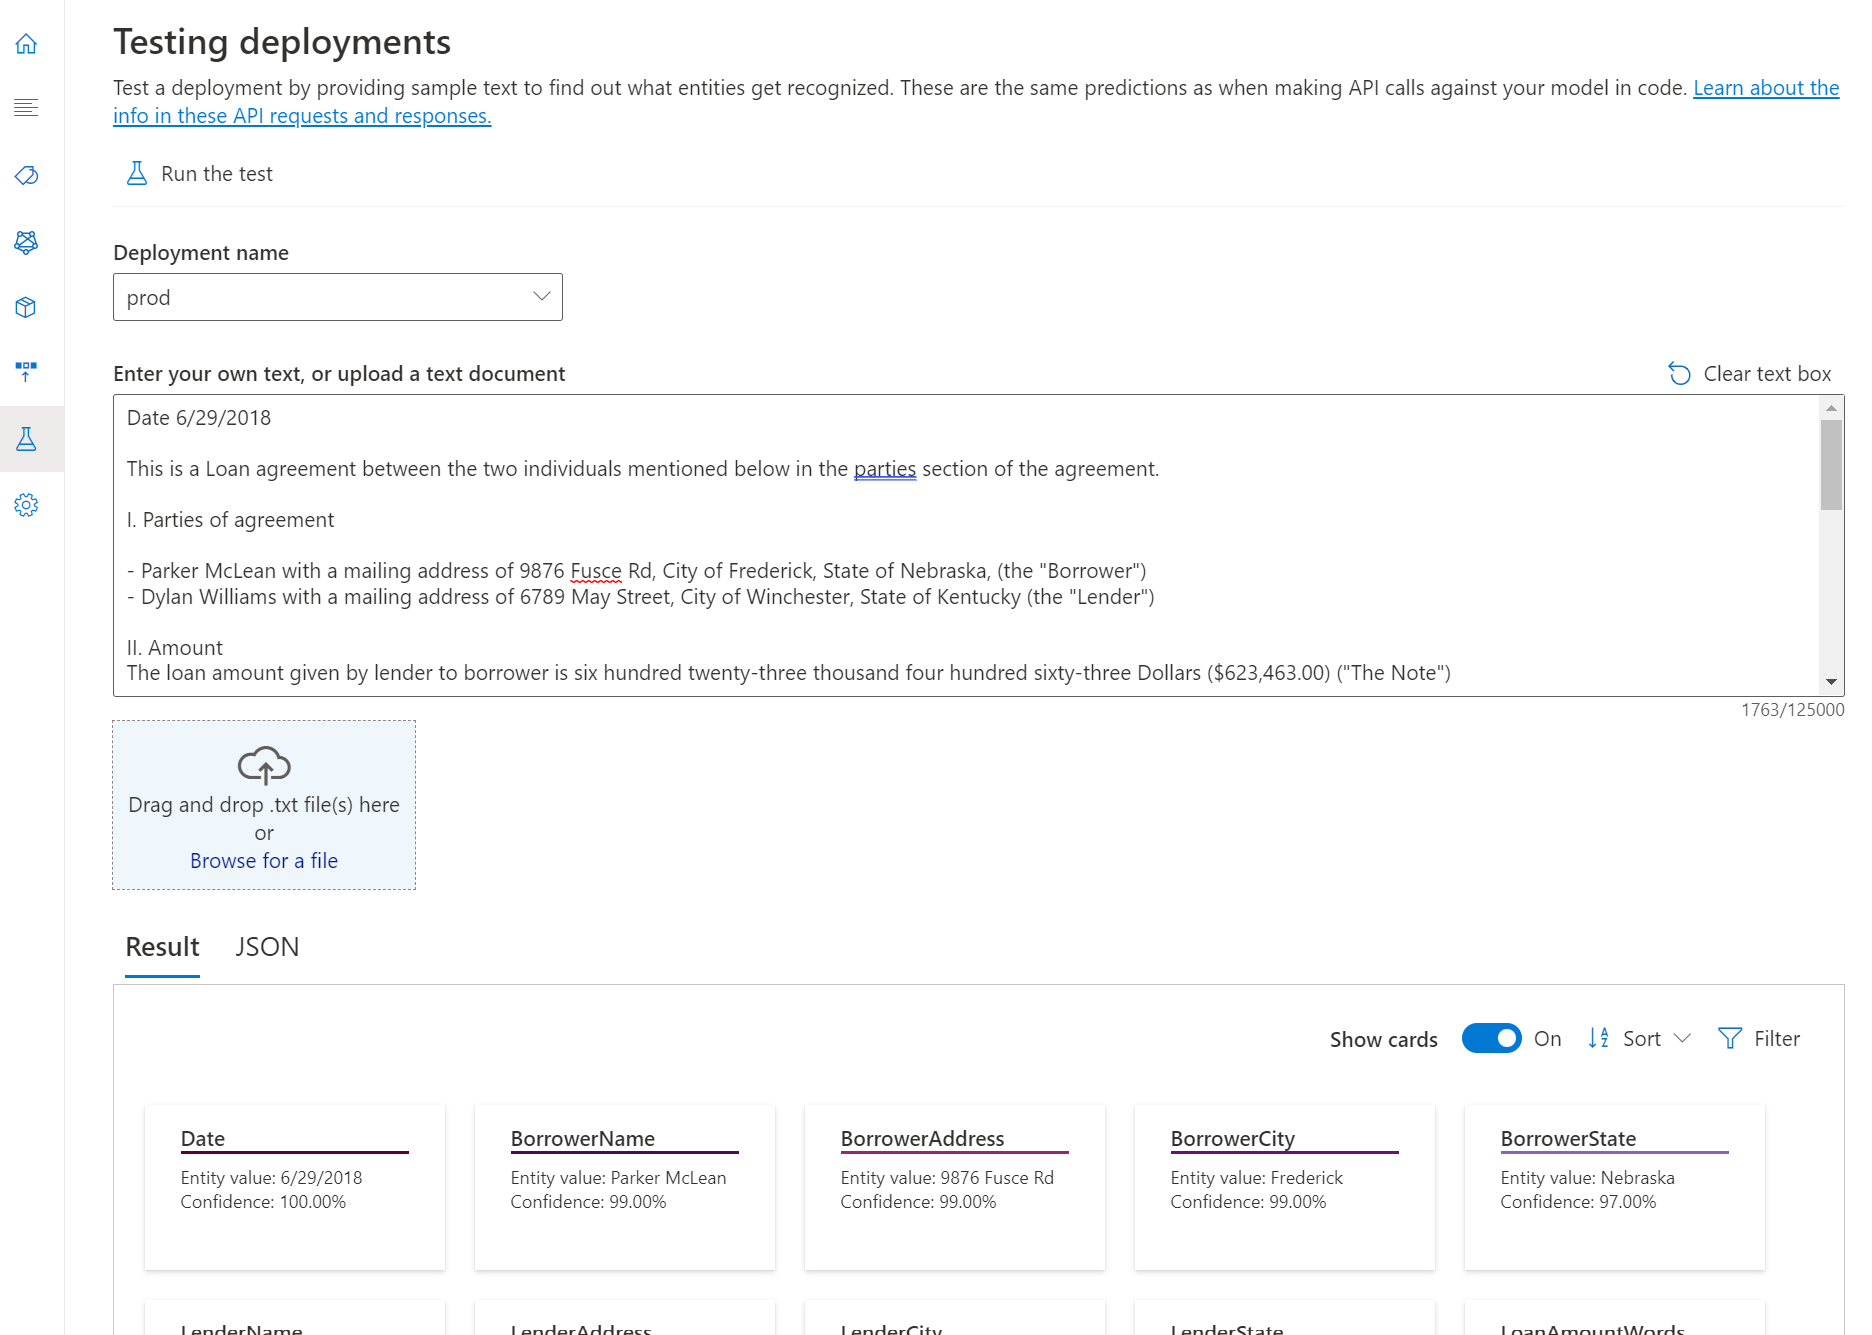 Testing deployments
Test a deployment by providing sample text to find out what entities get recognized. These are the same predictions as when making API calls against your model in code. Learn about the
info in these API requests and responses.
Run the test
Deployment name
prod
Enter your own text, or upload a text document
Clear text box
Date 6/29/2018
This is a Loan agreement between the two individuals mentioned below in the parties section of the agreement.
I. Parties of agreement
- Parker McLean with a mailing address of 9876 Fusce Rd, City of Frederick, State of Nebraska, (the "Borrower")
- Dylan Williams with a mailing address of 6789 May Street, City of Winchester, State of Kentucky (the "Lender")
II. Amount
The loan amount given by lender to borrower is six hundred twenty-three thousand four hundred sixty-three Dollars ($623,463.00) ("The Note")
1763/125000
Drag and drop .txt file(s) here
or
Browse for a file
Result JSON
Show cards On Sort Filter
Date
Entity value: 6/29/2018
Confidence: 100.00%
BorrowerName
Entity value: Parker McLean
Confidence: 99.00%
BorrowerAddress
Entity value: 9876 Fusce Rd
Confidence: 99.00%
BorrowerCity
Entity value: Frederick
Confidence: 99.00%
BorrowerState
Entity value: Nebraska
Confidence: 97.00%
LenderName
LenderAddress
LenderCity
LenderState
LoanAmountWords